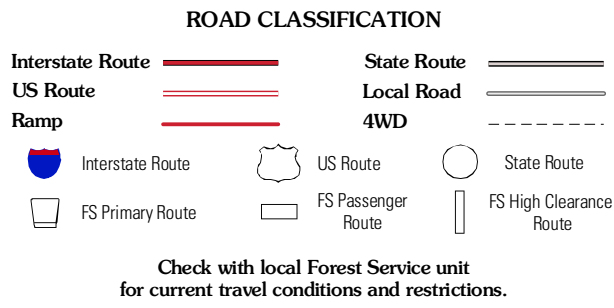 ROAD CLASSIFICATION
Interstate Route
State Route
US Route
Local Road
Ramp
4WD
Interstate Route
US Route
State Route
FS Primary Route
FS Passenger
Route
FS High Clearance
Route
Check with local Forest Service unit
for current travel conditions and restrictions.